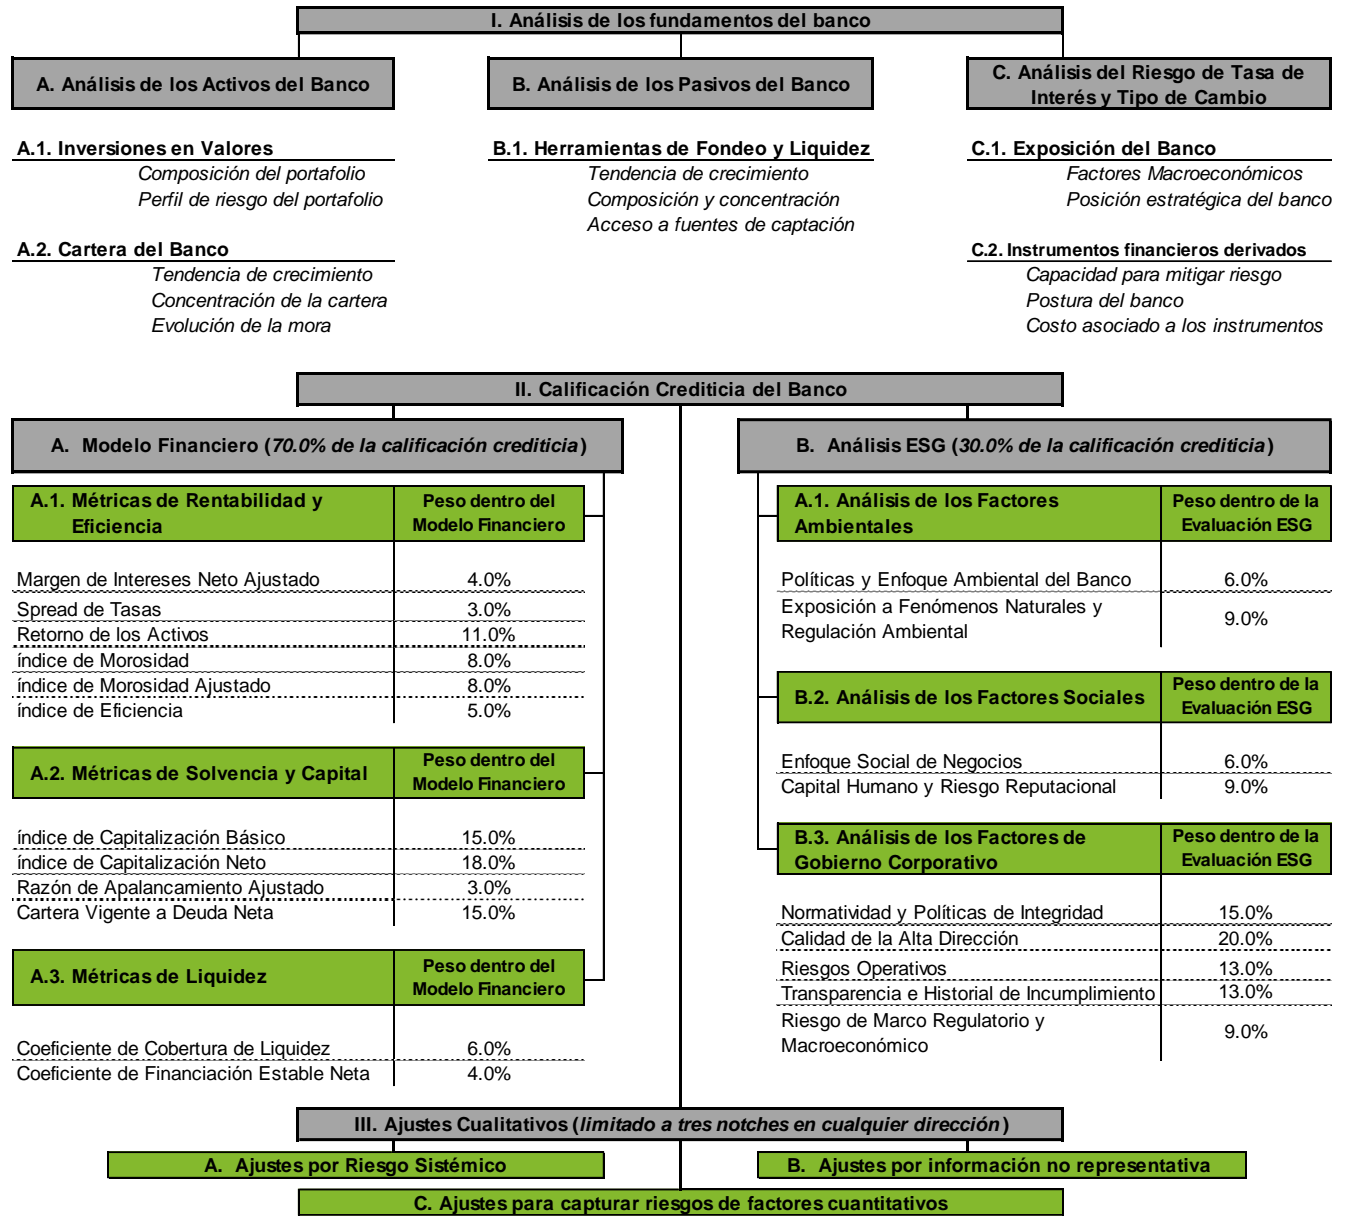 I. Análisis de los fundamentos del banco
A. Análisis de los Activos del Banco
B. Análisis de los Pasivos del Banco
C. Análisis del Riesgo de Tasa de
Interés y Tipo de Cambio
A.1. Inversiones en Valores
Composición del portafolio
Perfil de riesgo del portafolio
A.2. Cartera del Banco
Tendencia de crecimiento
Concentración de la cartera
Evolución de la mora
B.1. Herramientas de Fondeo y Liquidez
Tendencia de crecimiento
Composición y concentración
Acceso a fuentes de captación
C.1. Exposición del Banco
Factores Macroeconómicos
Posición estratégica del banco
C.2. Instrumentos financieros derivados
Capacidad para mitigar riesgo
Postura del banco
Costo asociado a los instrumentos
II. Calificación Crediticia del Banco
A. Modelo Financiero (70.0% de la calificación crediticia)
A.1. Métricas de Rentabilidad y
Eficiencia
Peso dentro del
Modelo Financiero
Margen de Intereses Neto Ajustado 4.0%
Spread de Tasas 3.0%
Retorno de los Activos 11.0%
índice de Morosidad 8.0%
índice de Morosidad Ajustado 8.0%
índice de Eficiencia 5.0%
A.2. Métricas de Solvencia y Capital
Peso dentro del
Modelo Financiero
índice de Capitalización Básico 15.0%
índice de Capitalización Neto 18.0%
Razón de Apalancamiento Ajustado 3.0%
Cartera Vigente a Deuda Neta 15.0%
A.3. Métricas de Liquidez
Peso dentro del
Modelo Financiero
Coeficiente de Cobertura de Liquidez 6.0%
Coeficiente de Financiación Estable Neta 4.0%
B. Análisis ESG (30.0% de la calificación crediticia)
A.1. Análisis de los Factores
Ambientales
Peso dentro de la
Evaluación ESG
Políticas y Enfoque Ambiental del Banco 6.0%
Exposición a Fenómenos Naturales y
Regulación Ambiental 9.0%
B.2. Análisis de los Factores Sociales
Peso dentro de la
Evaluación ESG
Enfoque Social de Negocios 6.0%
Capital Humano y Riesgo Reputacional 9.0%
B.3. Análisis de los Factores de
Gobierno Corporativo
Peso dentro de la
Evaluación ESG
Normatividad y Políticas de Integridad 15.0%
Calidad de la Alta Dirección 20.0%
Riesgos Operativos 13.0%
Transparencia e Historial de Incumplimiento 13.0%
Riesgo de Marco Regulatorio y
Macroeconómico 9.0%
III. Ajustes Cualitativos (limitado a tres notches en cualquier dirección)
A. Ajustes por Riesgo Sistémico
B. Ajustes por información no representativa
C. Ajustes para capturar riesgos de factores cuantitativos